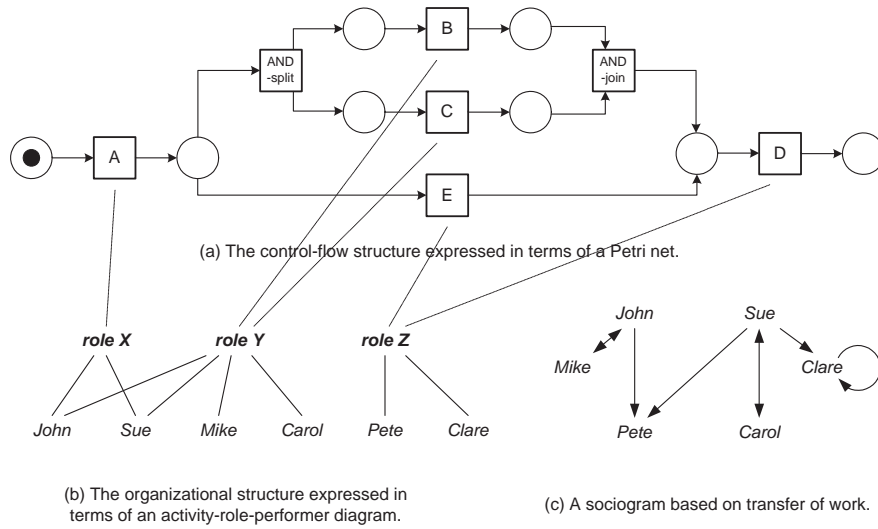 B
AND
-split
AND
-join
C
A
D
E
(a) The control-flow structure expressed in terms of a Petri net.
role X
role Y
role Z
John
Sue
Mike
Carol
Pete
Clare
John
Sue
Mike
Clare
Pete
Carol
(b) The organizational structure expressed in
terms of an activity-role-performer diagram.
(c) A sociogram based on transfer of work.